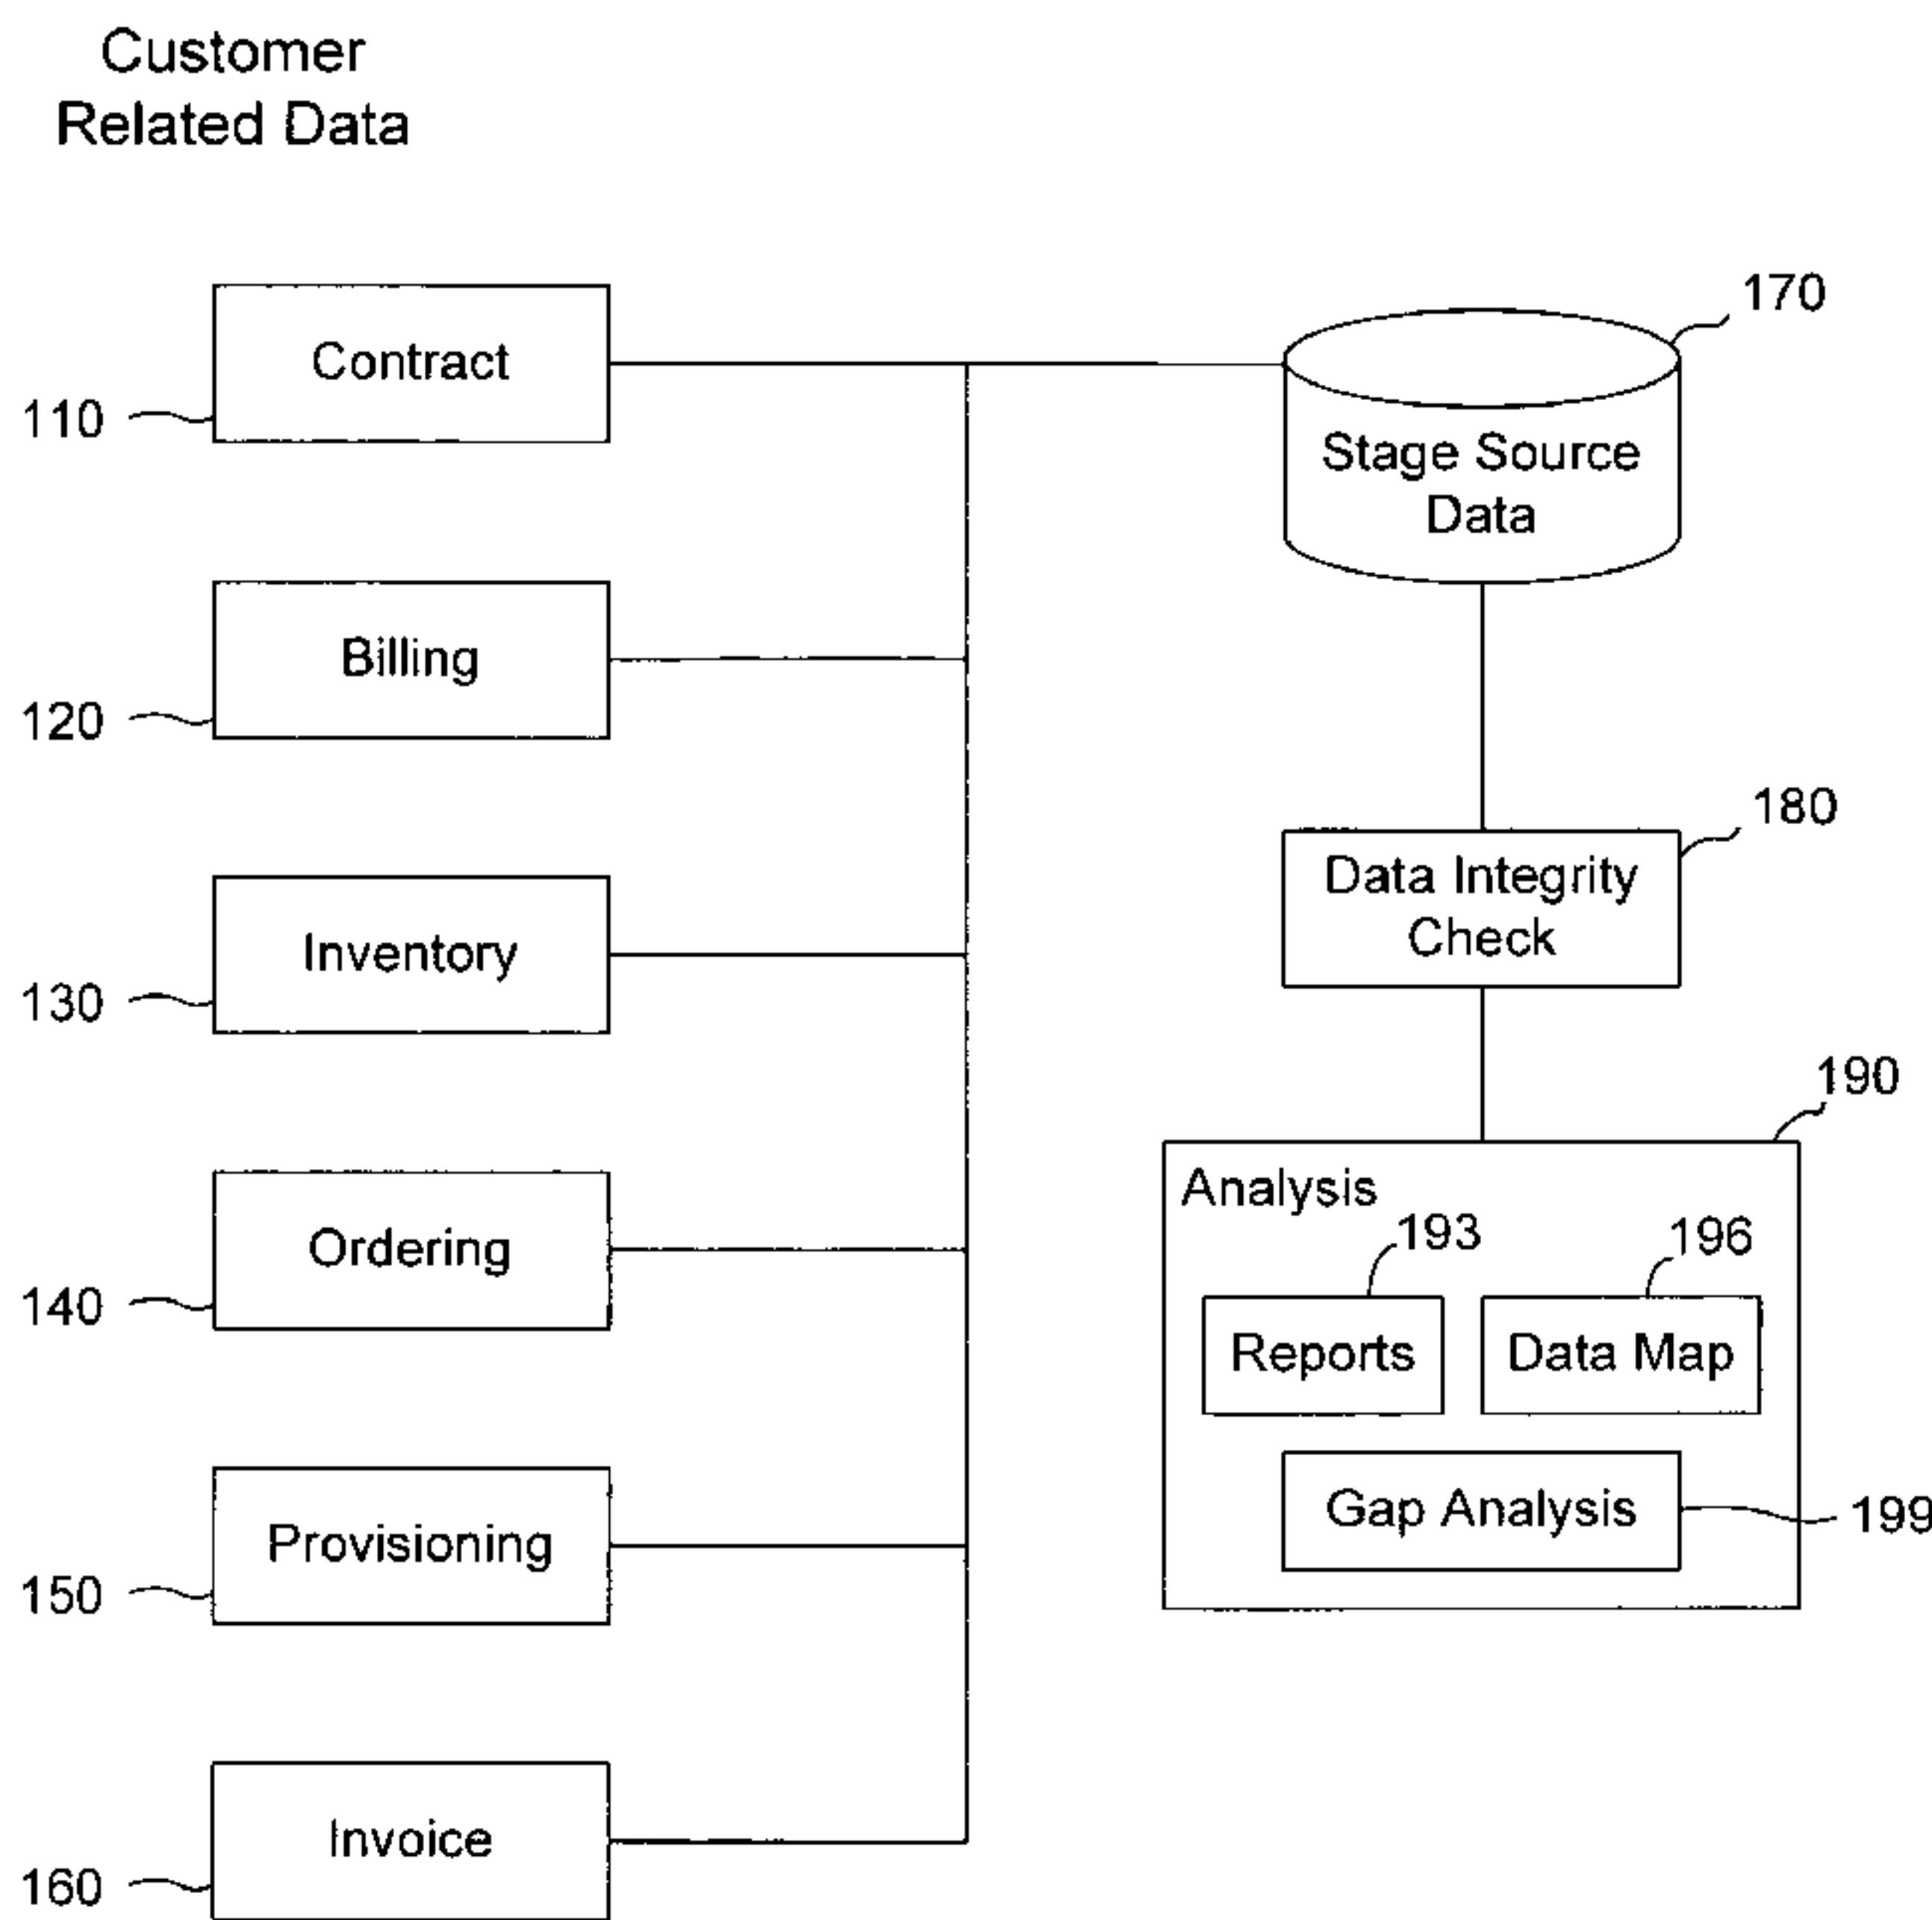 Customer
Related Data
Contract
110
Billing
120
Inventory
130
Ordering
140
Provisioning
150
Invoice
160
170
Stage Source
Data
180
Data Integrity
Check
190
Analysis
193
196
Reports
Data Map
Gap Analysis
199